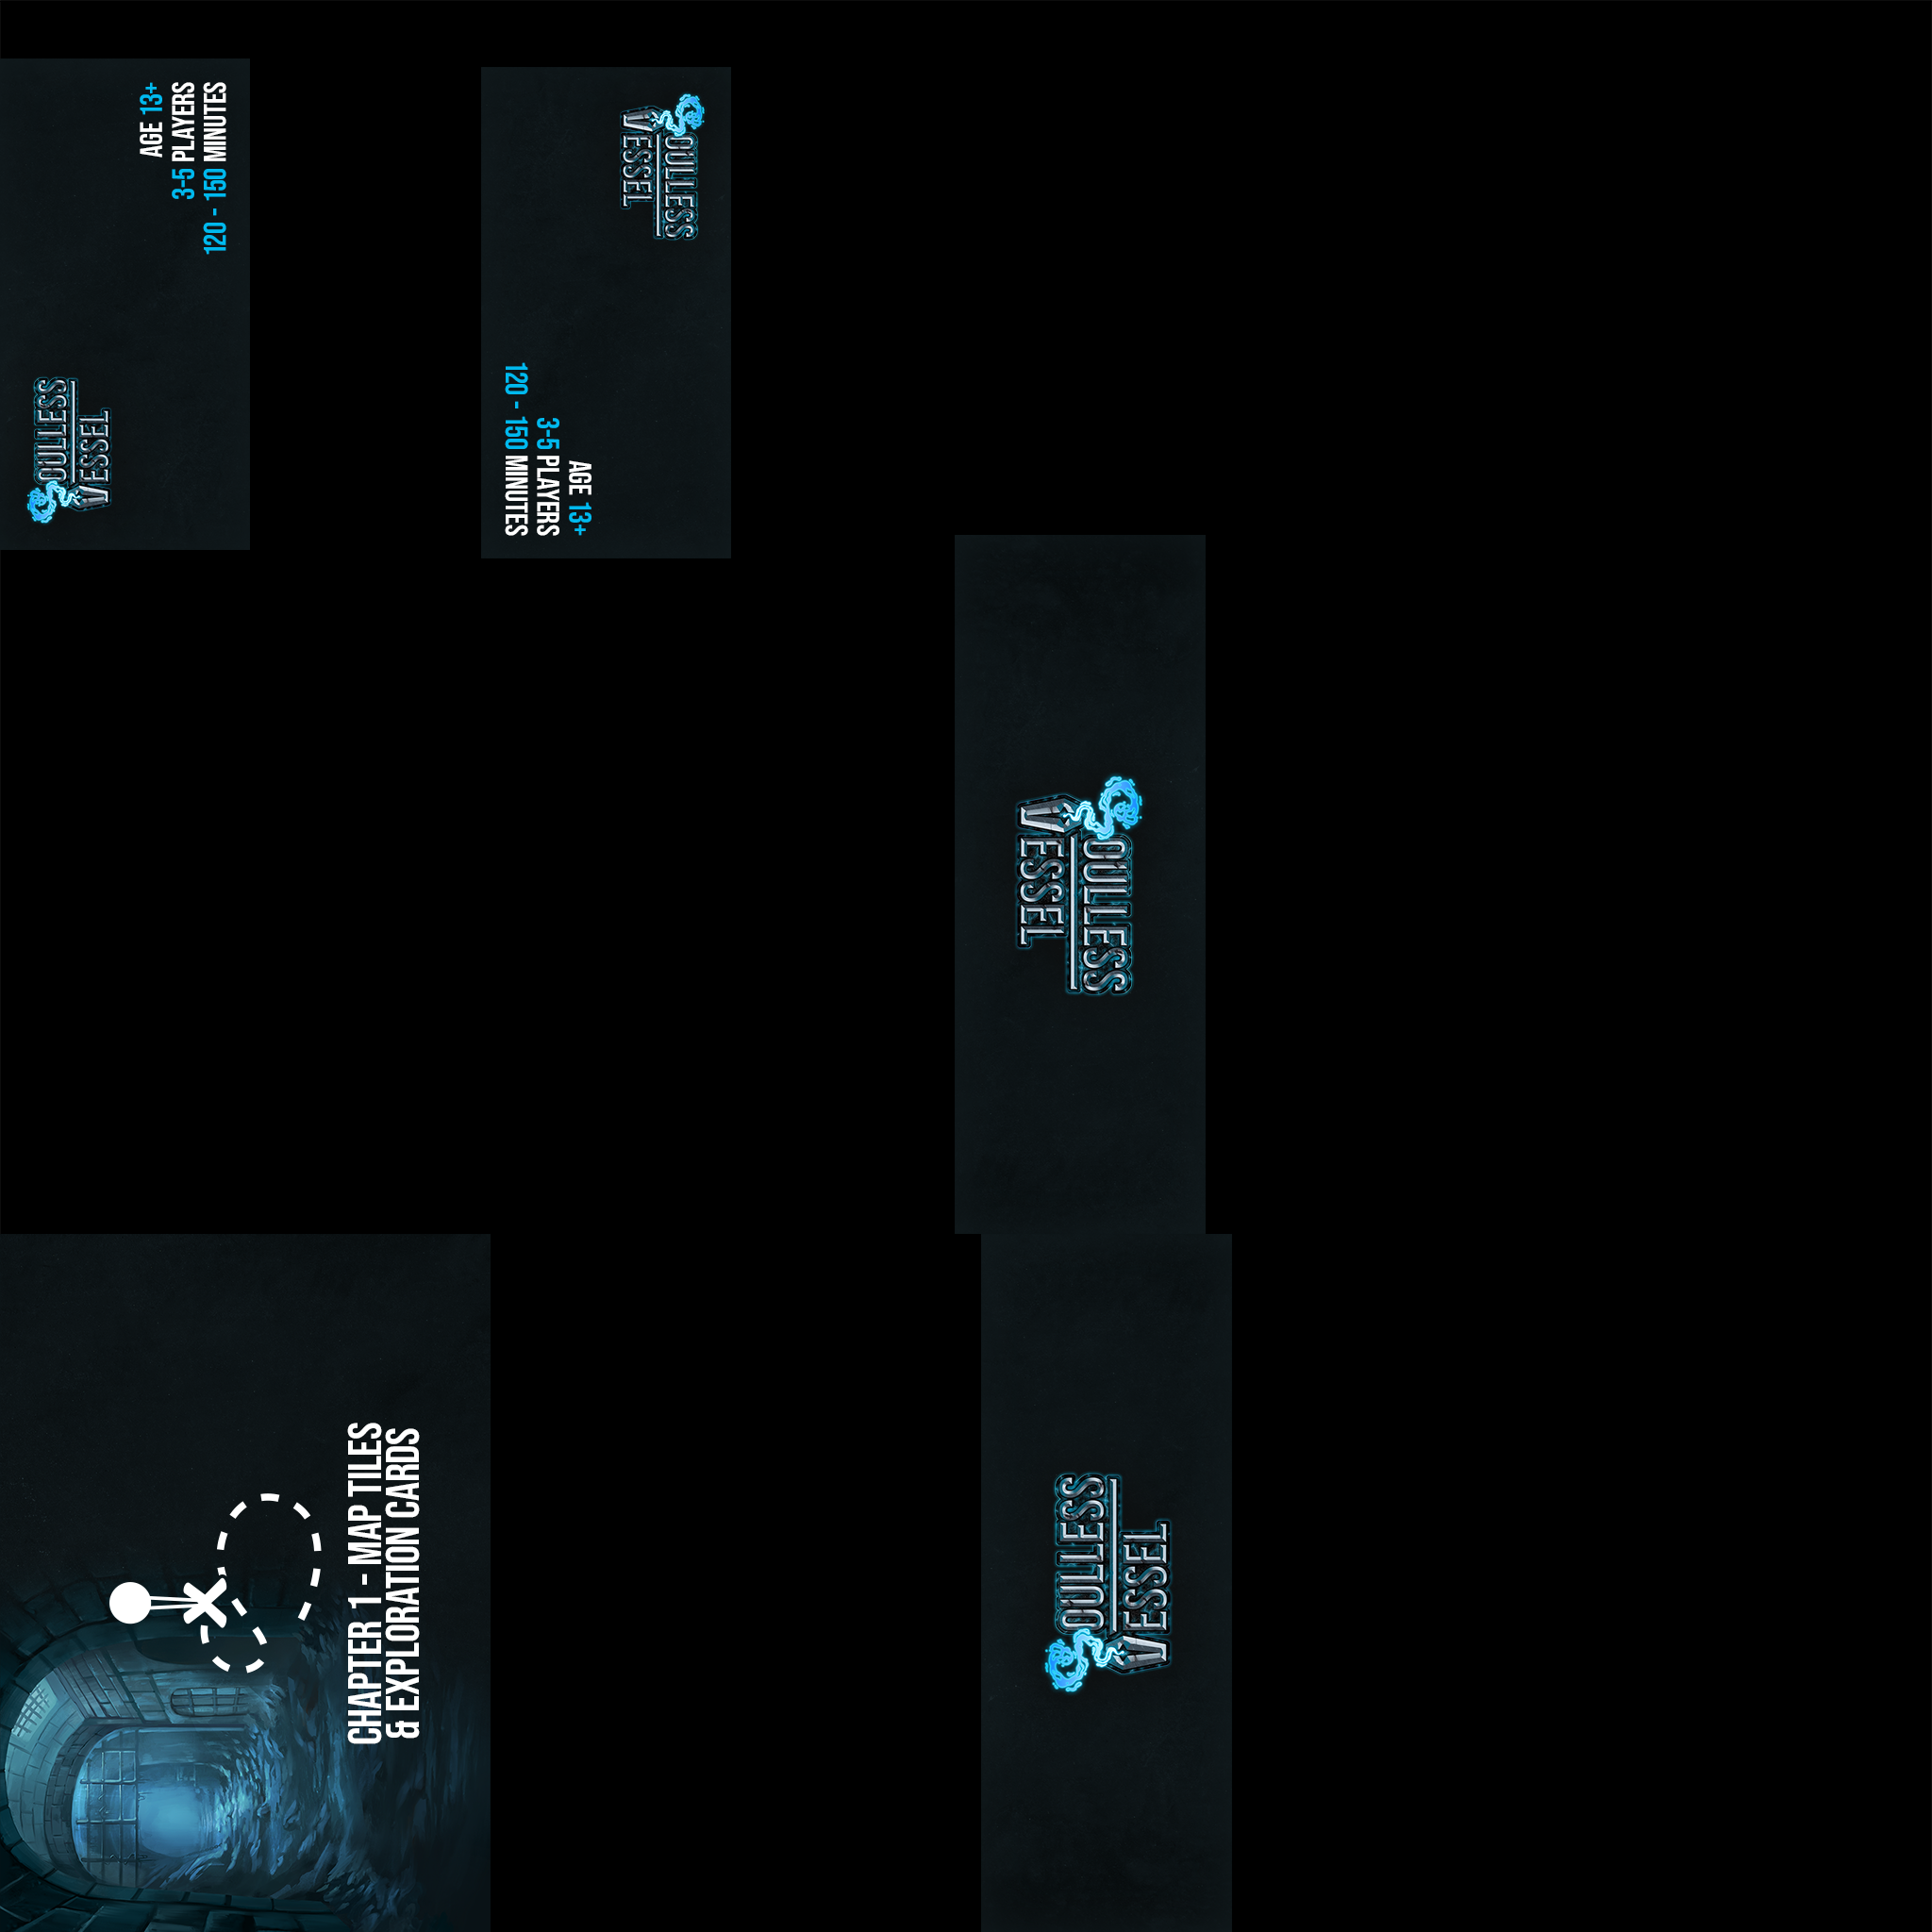 AGE 13+
3-5 PLAYERS
120 - 150 MINUTES
SOULLESS
VESSEL
SOULLESS
VESSEL
120 - 150 MINUTES
3-5 PLAYERS
AGE 13+
SOULLESS
VESSEL
CHAPTER 1 - MAP TILES
& EXPLORATION CARDS
SOULLESS
VESSEL